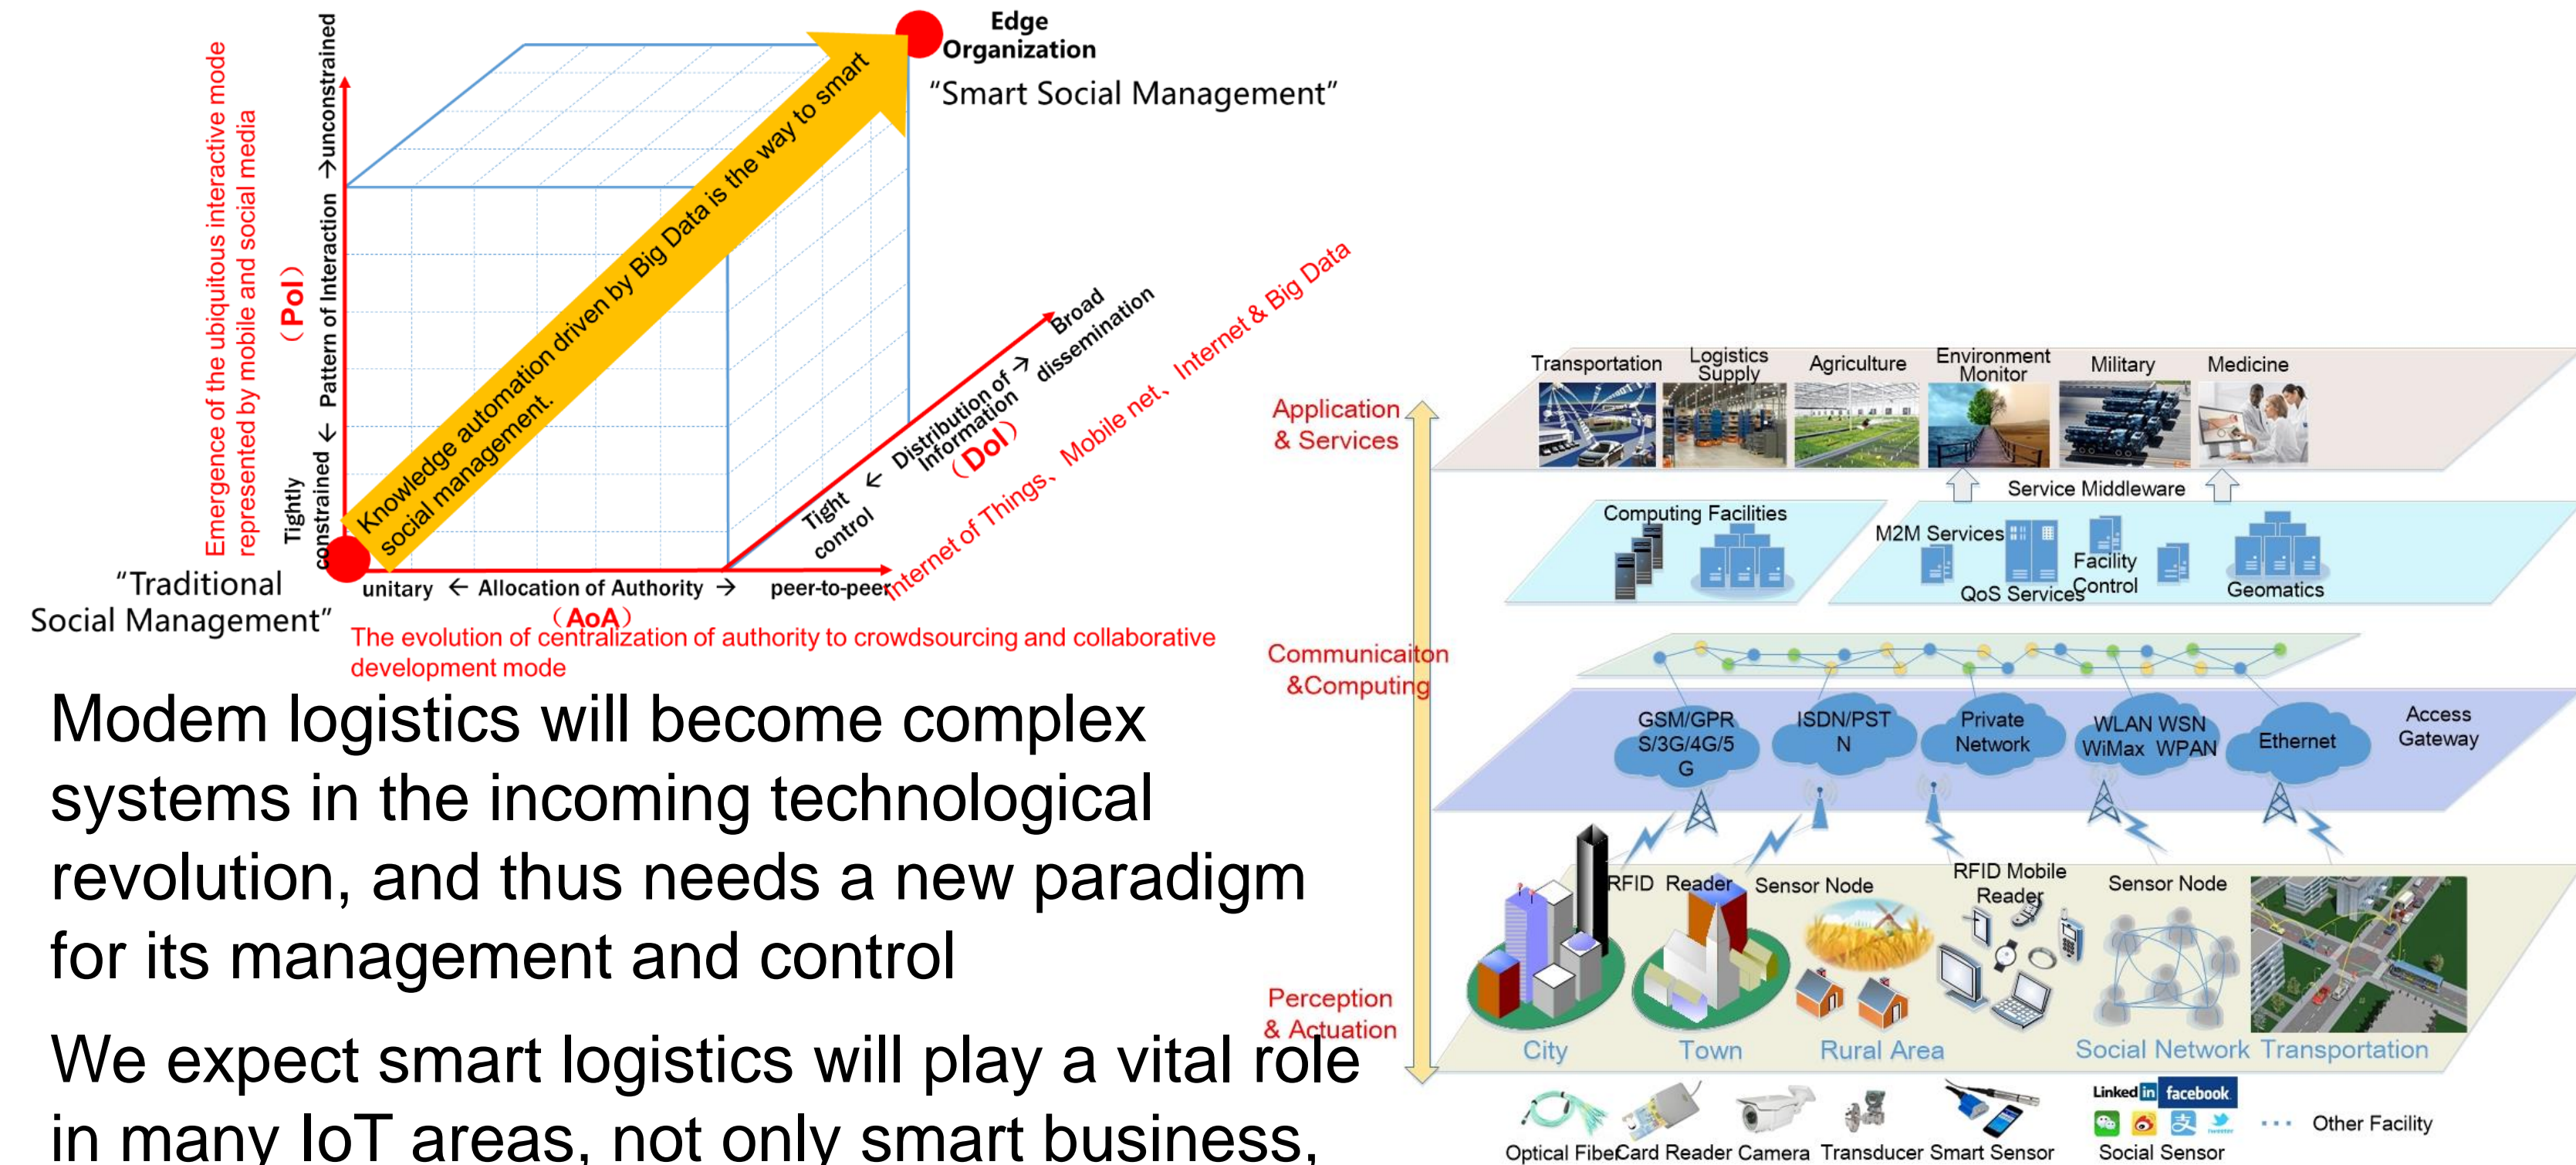 Edge
Organization
"Smart Social Management"
Emergence of the ubiquitous interactive mode
represented by mobile and social media
（PoI）
Tightly
constrained ← Pattern of Interaction →unconstrained
Knowledge automation driven by Big Data is the way to smart
social management.
Tight ← Distribution of → Broad
control Information dissemination
（DoI）
Internet of Things、Mobile net、Internet & Big Data
"Traditional
Social Management"
unitary ← Allocation of Authority → peer-to-peer
（AoA）
The evolution of centralization of authority to crowdsourcing and collaborative
development mode
Modem logistics will become complex
systems in the incoming technological
revolution, and thus needs a new paradigm
for its management and control
We expect smart logistics will play a vital role
in many IoT areas, not only smart business,
Application
& Services
Communicaiton
&Computing
Perception
& Actuation
Transportation
Logistics
Supply
Agriculture
Environment
Monitor
Military
Medicine
Service Middleware
Computing Facilities
M2M Services
QoS Services
Facility
Control
Geomatics
GSM/GPR
S/3G/4G/5
G
ISDN/PST
N
Private
Network
WLAN WSN
WiMax WPAN
Ethernet
Access
Gateway
RFID Reader
Sensor Node
RFID Mobile
Reader
Sensor Node
City
Town
Rural Area
Social Network
Transportation
Optical Fiber
Card Reader
Camera
Transducer
Smart Sensor
Linked in
facebook
支
Social Sensor
··· Other Facility